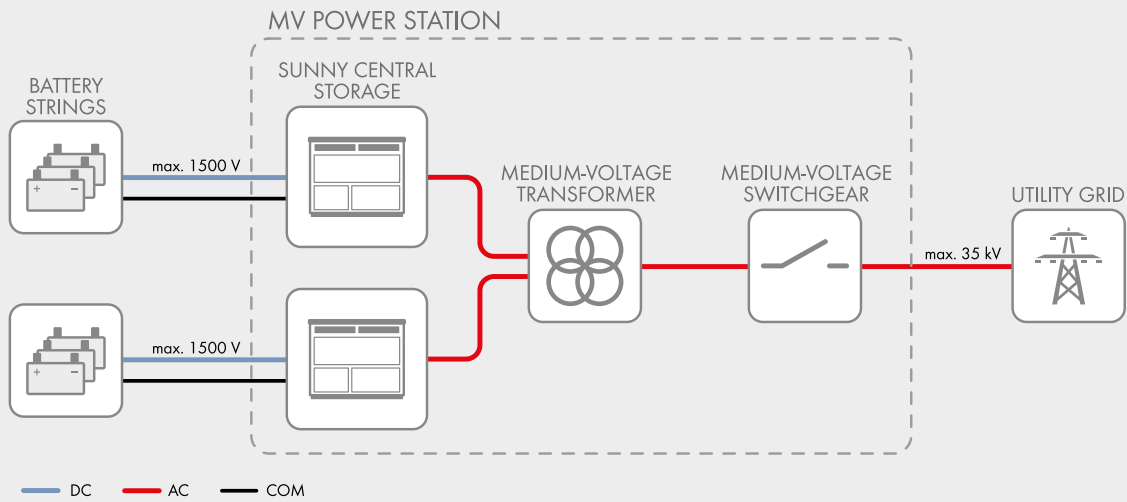 MV POWER STATION
BATTERY
STRINGS
SUNNY CENTRAL
STORAGE
max. 1500 V
+ −
MEDIUM-VOLTAGE
TRANSFORMER
MEDIUM-VOLTAGE
SWITCHGEAR
UTILITY GRID
max. 35 kV
max. 1500 V
+ −
DC
AC
COM